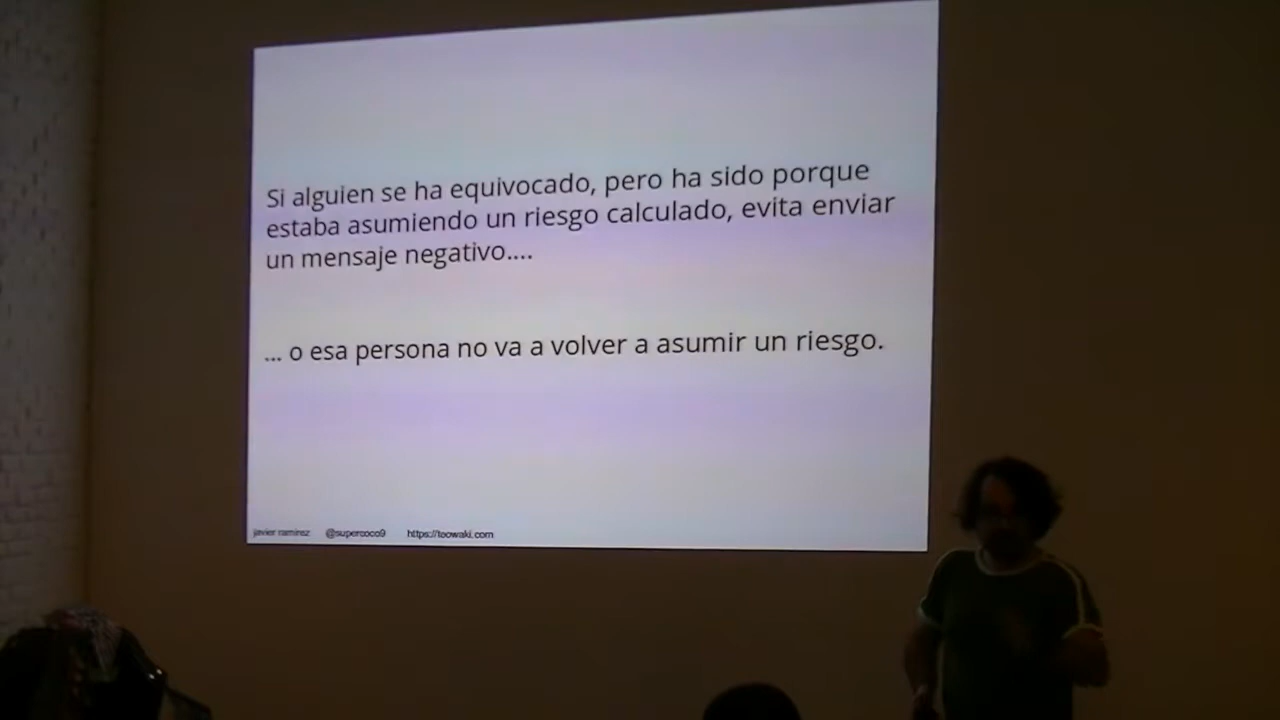 Si alguien se ha equivocado, pero ha sido porque
estaba asumiendo un riesgo calculado, evita enviar
un mensaje negativo....
... o esa persona no va a volver a asumir un riesgo.
javier ramirez @supercoco9 https://teowaki.com